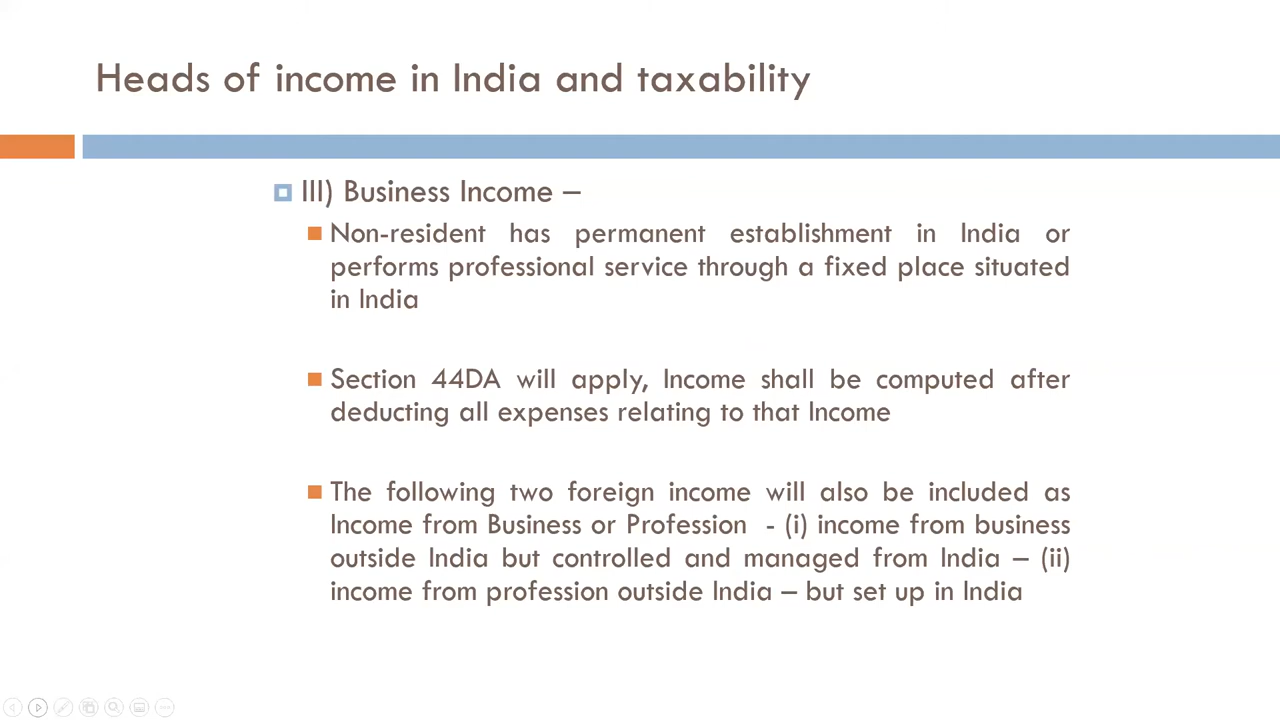 Heads of income in India and taxability
III) Business Income –
Non-resident has permanent establishment in India or
performs professional service through a fixed place situated
in India
Section 44DA will apply, Income shall be computed after
deducting all expenses relating to that Income
The following two foreign income will also be included as
Income from Business or Profession - (i) income from business
outside India but controlled and managed from India – (ii)
income from profession outside India – but set up in India